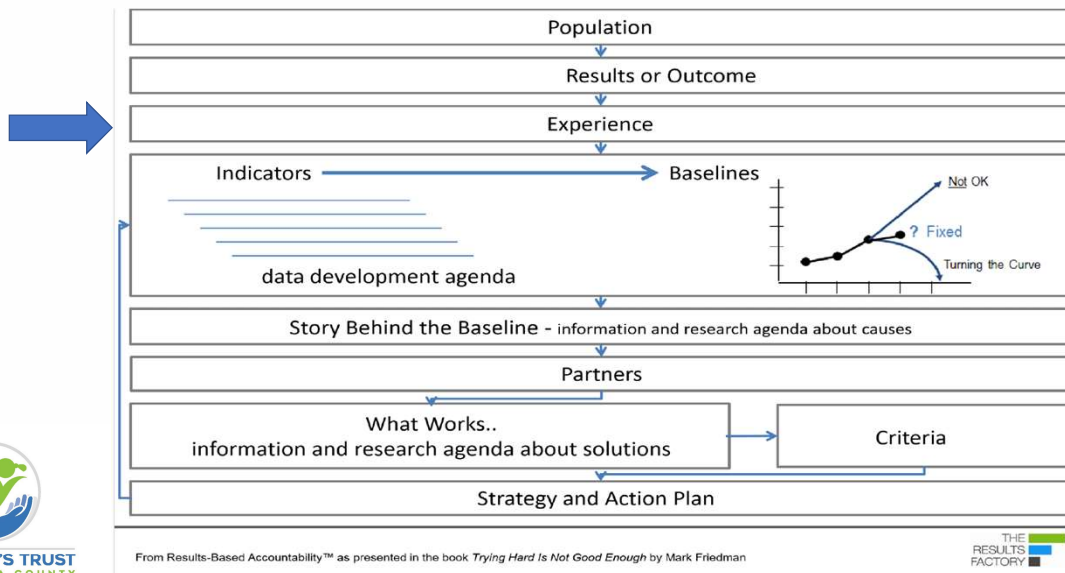 Population
Results or Outcome
Experience
Indicators
Baselines
Not OK
? Fixed
Turning the Curve
data development agenda
Story Behind the Baseline - information and research agenda about causes
Partners
What Works..
information and research agenda about solutions
Criteria
Strategy and Action Plan
'S TRUST
COUNTY
From Results-Based Accountability™ as presented in the book Trying Hard Is Not Good Enough by Mark Friedman
THE
RESULTS
FACTORY